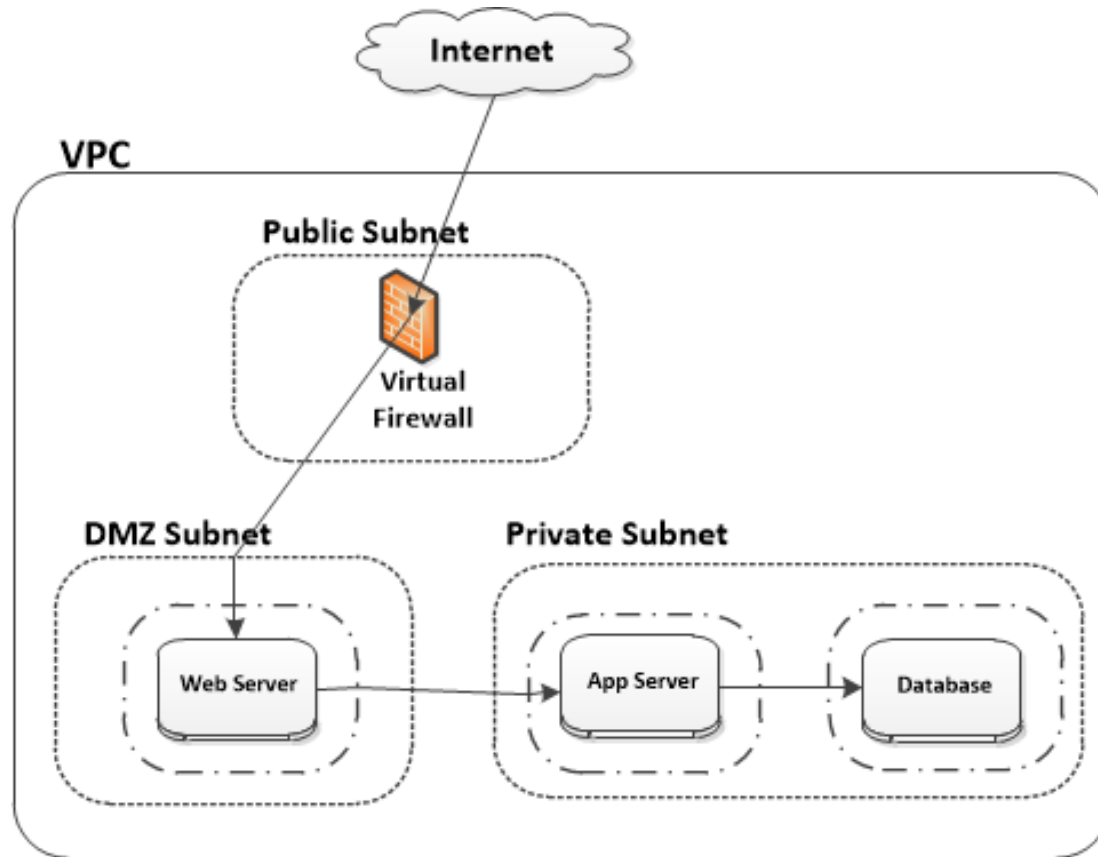 Internet
VPC
Public Subnet
Virtual
Firewall
DMZ Subnet
Private Subnet
Web Server
App Server
Database